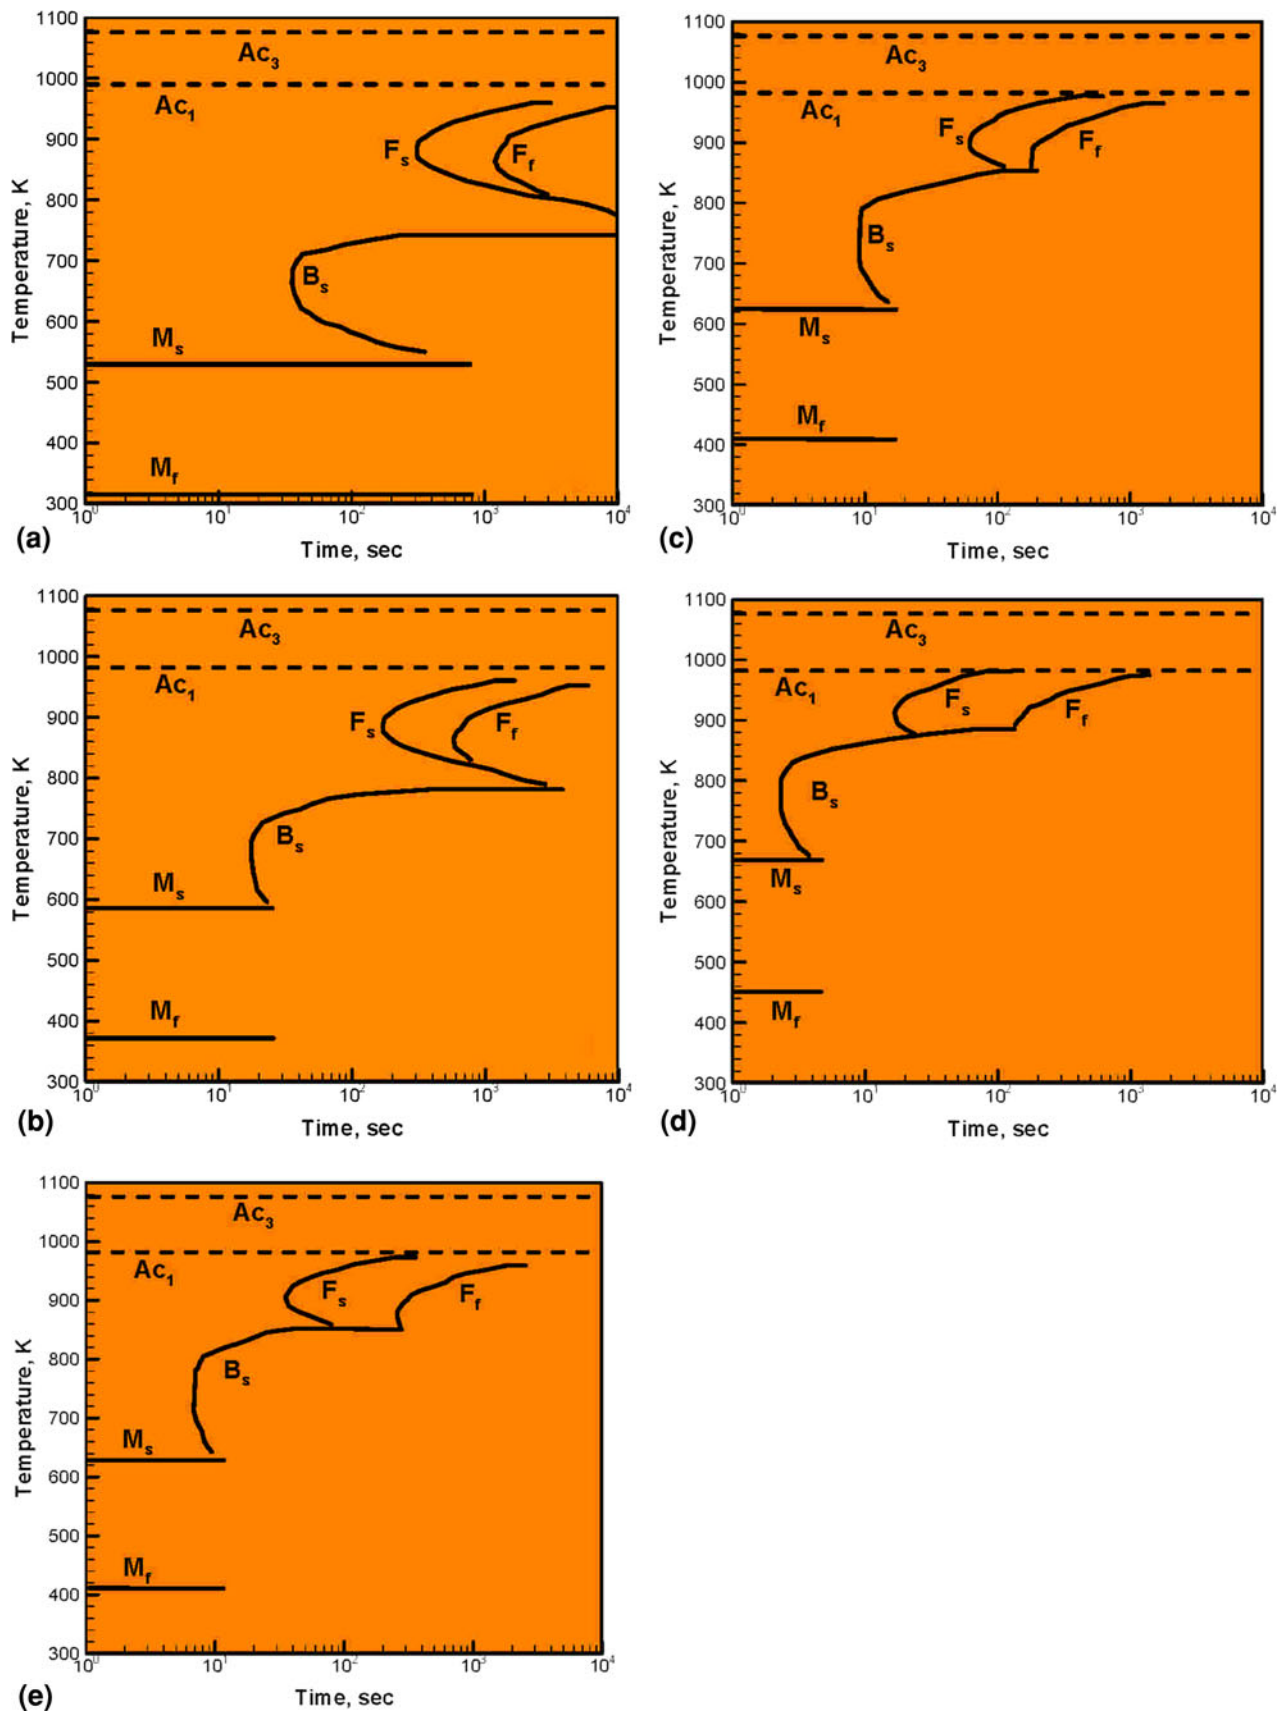 1100
1000
900
800
700
600
500
400
300
Temperature, K
Ac3
Ac1
Fs
Ff
Bs
Ms
Mf
10^0 10^1 10^2 10^3 10^4
(a)
Time, sec
1100
1000
900
800
700
600
500
400
300
Temperature, K
Ac3
Ac1
Fs
Ff
Bs
Ms
Mf
10^0 10^1 10^2 10^3 10^4
(c)
Time, sec
1100
1000
900
800
700
600
500
400
300
Temperature, K
Ac3
Ac1
Fs
Ff
Bs
Ms
Mf
10^0 10^1 10^2 10^3 10^4
(b)
Time, sec
1100
1000
900
800
700
600
500
400
300
Temperature, K
Ac3
Ac1
Fs
Ff
Bs
Ms
Mf
10^0 10^1 10^2 10^3 10^4
(d)
Time, sec
1100
1000
900
800
700
600
500
400
300
Temperature, K
Ac3
Ac1
Fs
Ff
Bs
Ms
Mf
10^0 10^1 10^2 10^3 10^4
(e)
Time, sec